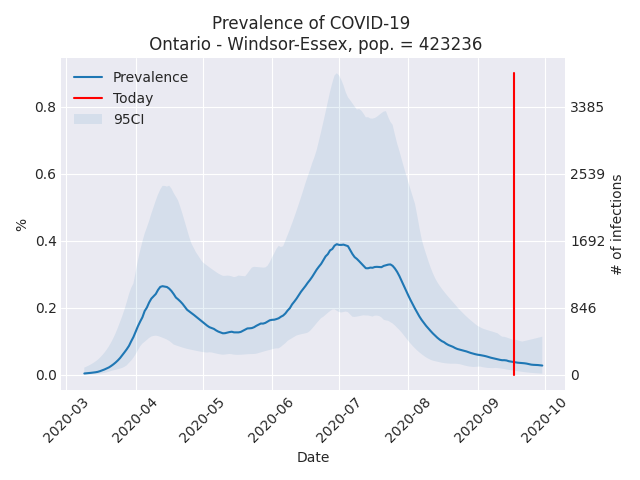 Prevalence of COVID-19
Ontario - Windsor-Essex, pop. = 423236
Prevalence
Today
95CI
%
0.8
0.6
0.4
0.2
0.0
3385
2539
1692
846
0
# of infections
2020-03
2020-04
2020-05
2020-06
2020-07
2020-08
2020-09
2020-10
Date